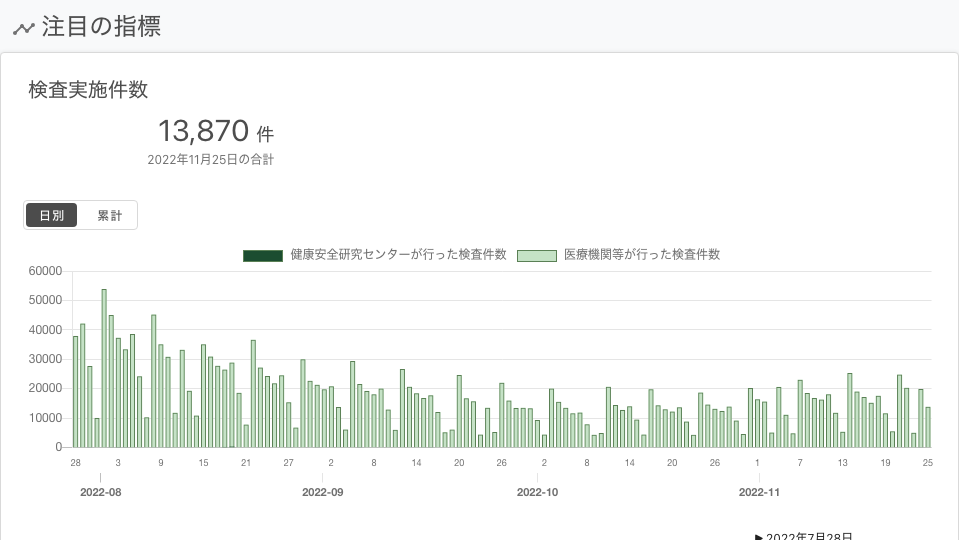 注目の指標
検査実施件数
13,870 件
2022年11月25日の合計
日別 累計
健康安全研究センターが行った検査件数 医療機関等が行った検査件数
60000
50000
40000
30000
20000
10000
0
28 3 9 15 21 27 2 8 14 20 26 2 8 14 20 26 1 7 13 19 25
2022-08 2022-09 2022-10 2022-11
▶ 2022年7月28日